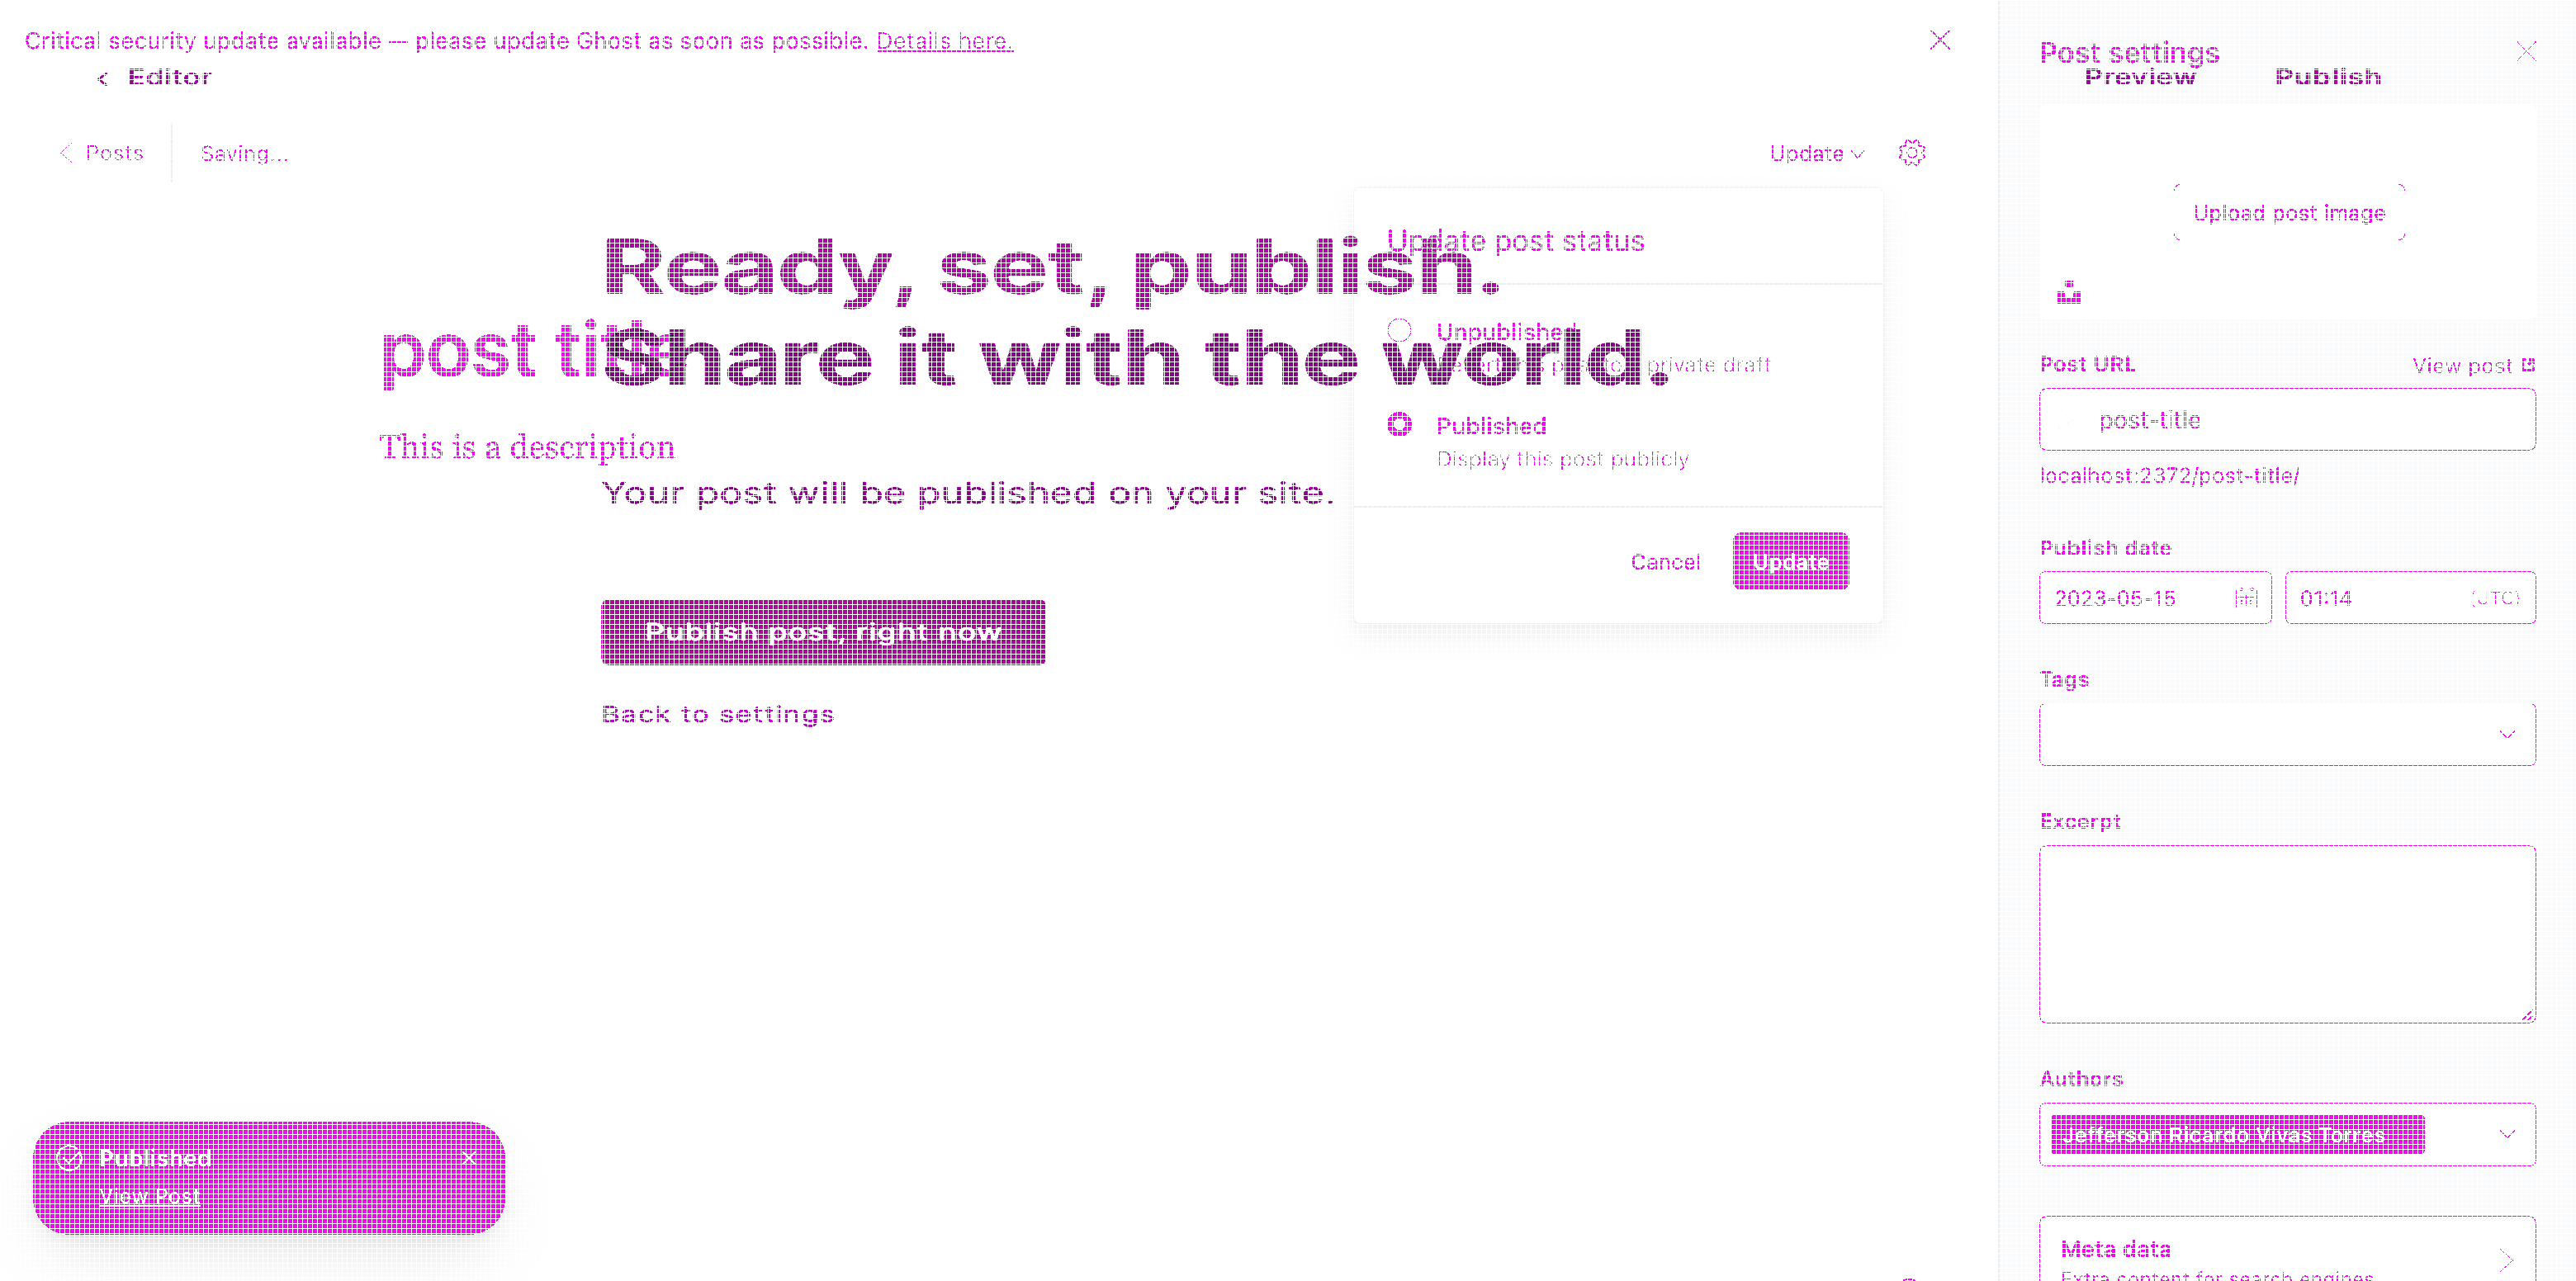 Critical security update available — please update Ghost as soon as possible. Details here.
Editor
Posts
Saving...
Update
Ready, set, publish.
Share it with the world.
post title
This is a description
Your post will be published on your site.
Publish post, right now
Back to settings
Update post status
Unpublished
private draft
Published
Display this post publicly
Cancel
Update
Published
View Post
Post settings
Preview
Publish
Upload post image
Post URL
View post
post-title
localhost:2372/post-title/
Publish date
2023-05-15
01:14
(UTC)
Tags
Excerpt
Authors
Jefferson Ricardo Vivas Torres
Meta data
Extra content for search engines